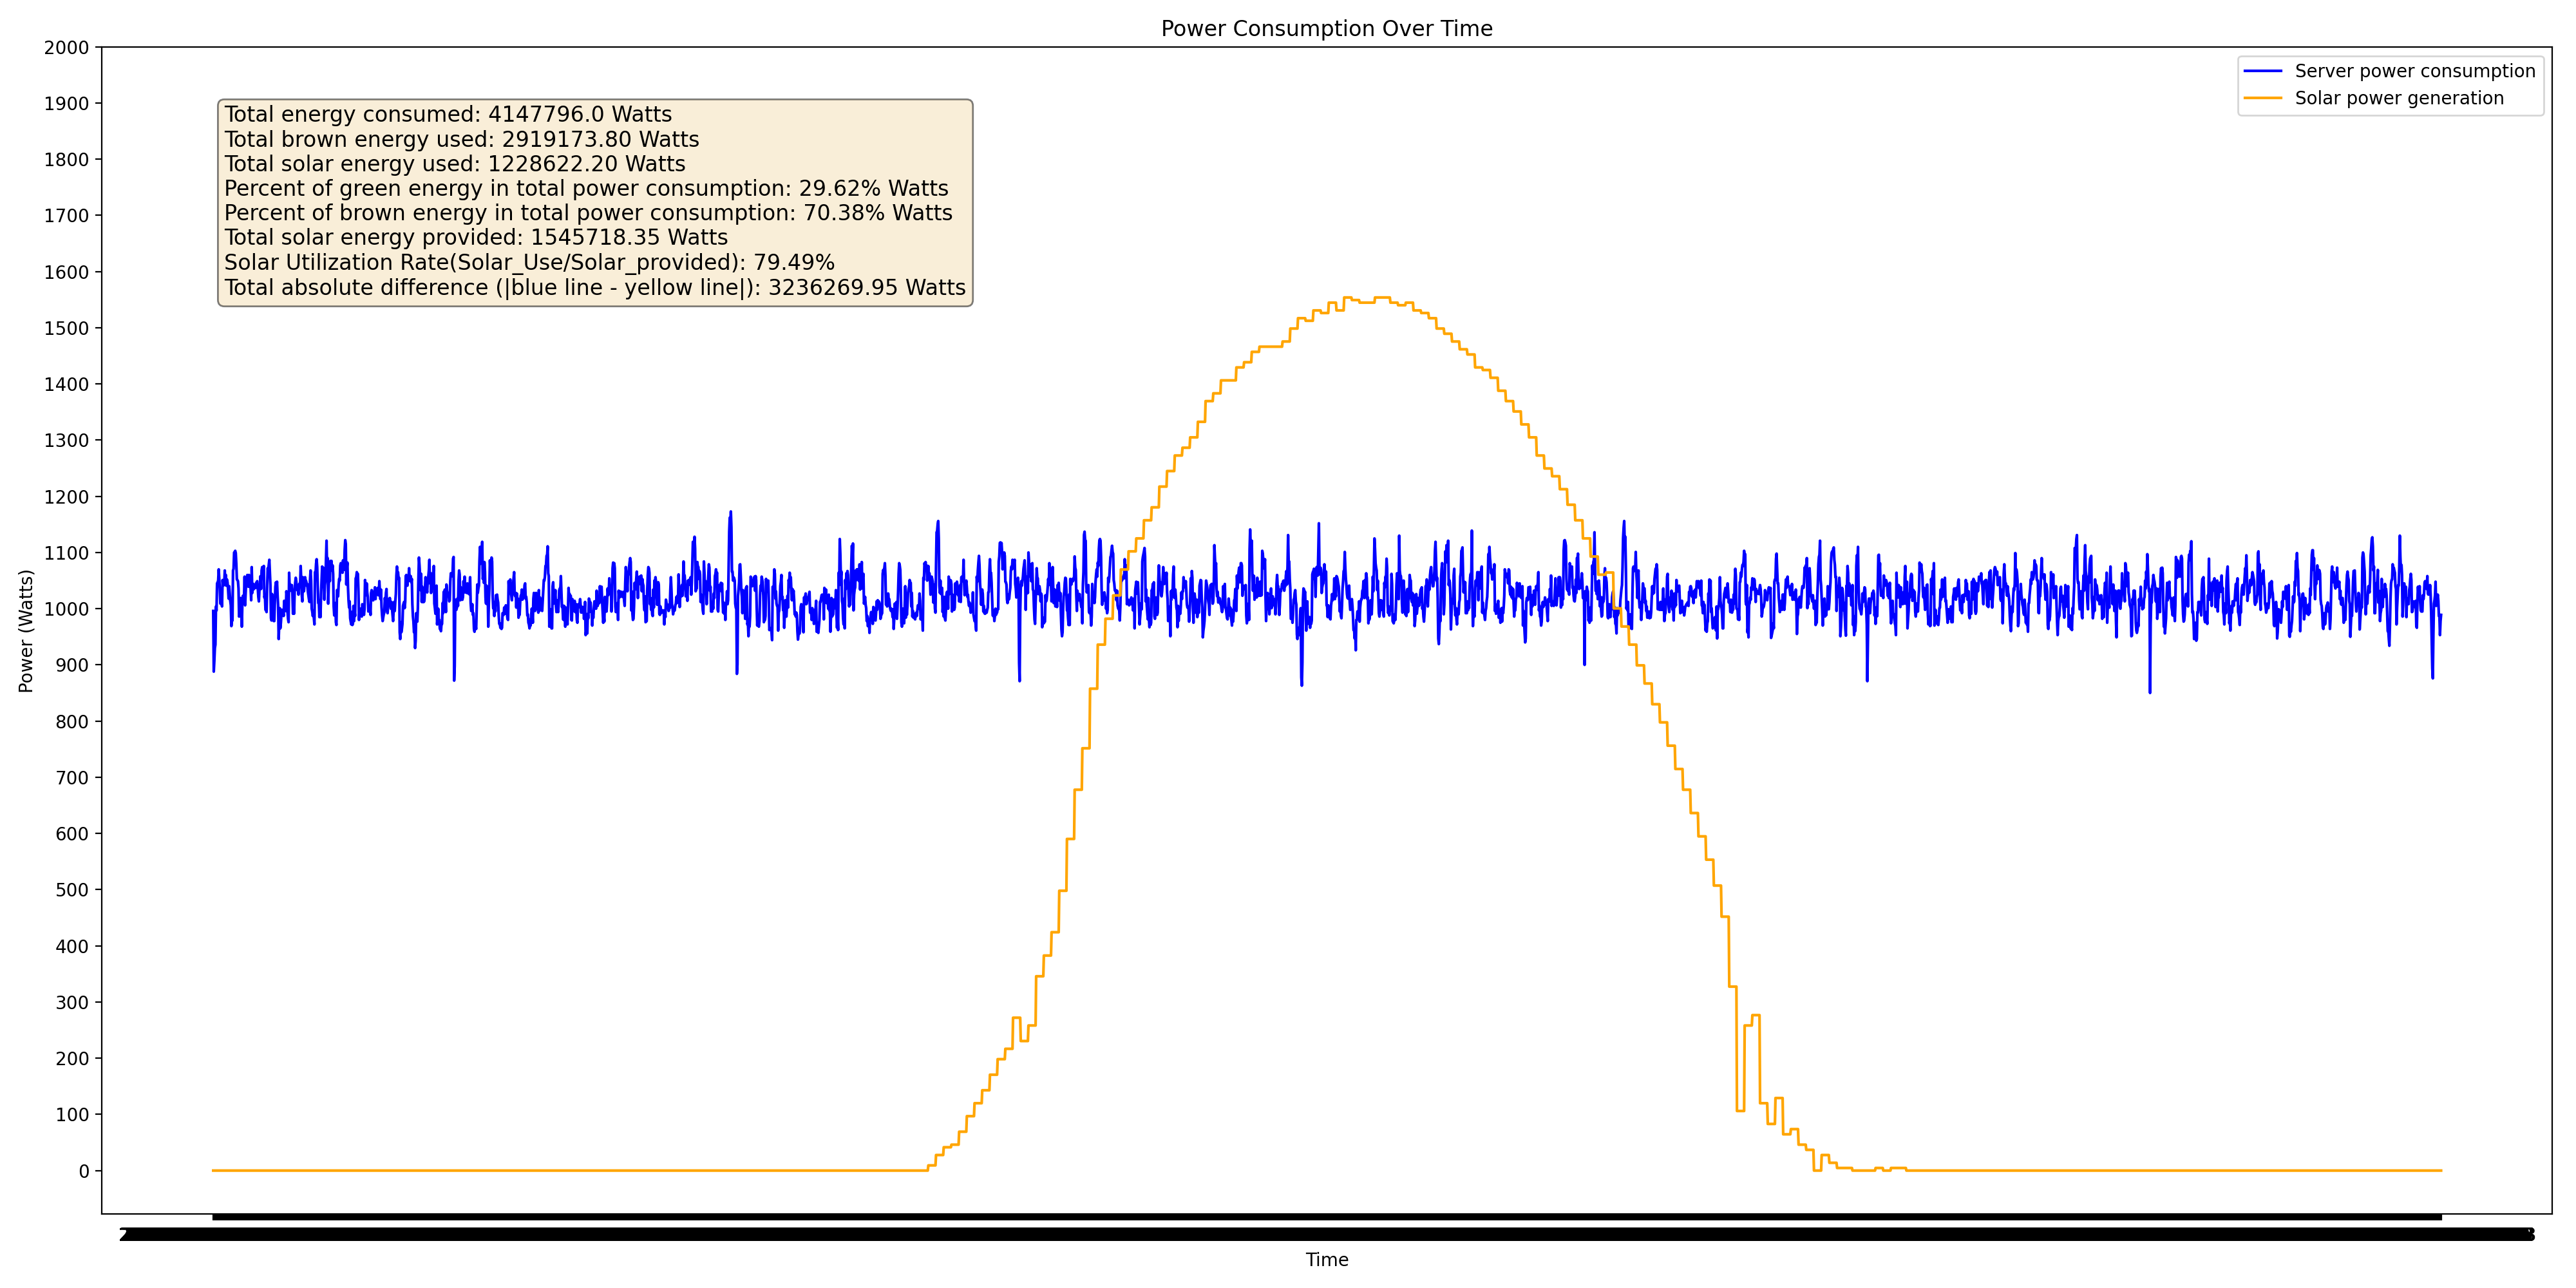 Power Consumption Over Time
2000
1900
1800
1700
1600
1500
1400
1300
1200
1100
1000
900
800
700
600
500
400
300
200
100
0
Power (Watts)
Total energy consumed: 4147796.0 Watts
Total brown energy used: 2919173.80 Watts
Total solar energy used: 1228622.20 Watts
Percent of green energy in total power consumption: 29.62% Watts
Percent of brown energy in total power consumption: 70.38% Watts
Total solar energy provided: 1545718.35 Watts
Solar Utilization Rate(Solar_Use/Solar_provided): 79.49%
Total absolute difference (|blue line - yellow line|): 3236269.95 Watts
Server power consumption
Solar power generation
Time